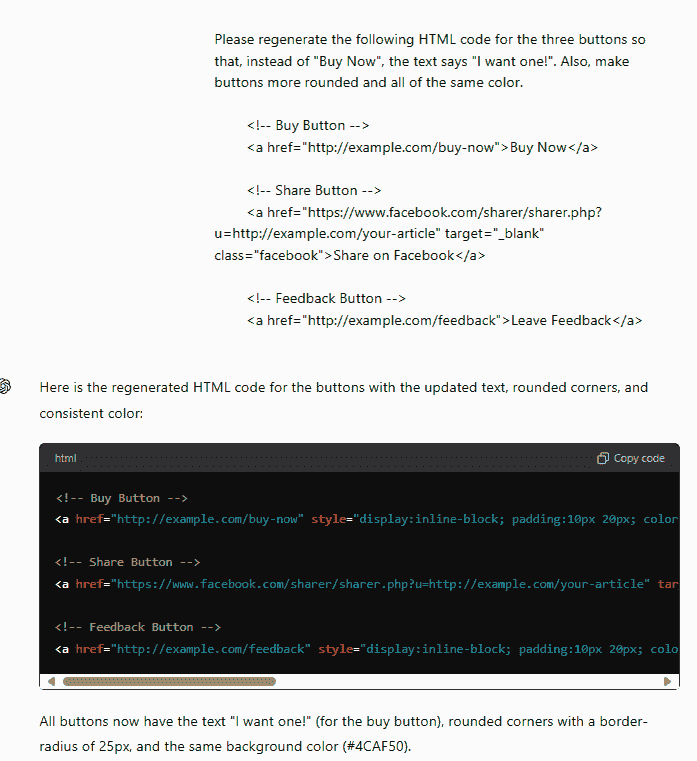 Please regenerate the following HTML code for the three buttons so
that, instead of "Buy Now", the text says "I want one!". Also, make
buttons more rounded and all of the same color.
<!-- Buy Button -->
<a href="http://example.com/buy-now">Buy Now</a>
<!-- Share Button -->
<a href="https://www.facebook.com/sharer/sharer.php?
u=http://example.com/your-article" target="_blank"
class="facebook">Share on Facebook</a>
<!-- Feedback Button -->
<a href="http://example.com/feedback">Leave Feedback</a>
Here is the regenerated HTML code for the buttons with the updated text, rounded corners, and
consistent color:
html
Copy code
<!-- Buy Button -->
<a href="http://example.com/buy-now" style="display:inline-block; padding:10px 20px; color
<!-- Share Button -->
<a href="https://www.facebook.com/sharer/sharer.php?u=http://example.com/your-article" tar
<!-- Feedback Button -->
<a href="http://example.com/feedback" style="display:inline-block; padding:10px 20px; colo
All buttons now have the text "I want one!" (for the buy button), rounded corners with a border-
radius of 25px, and the same background color (#4CAF50).